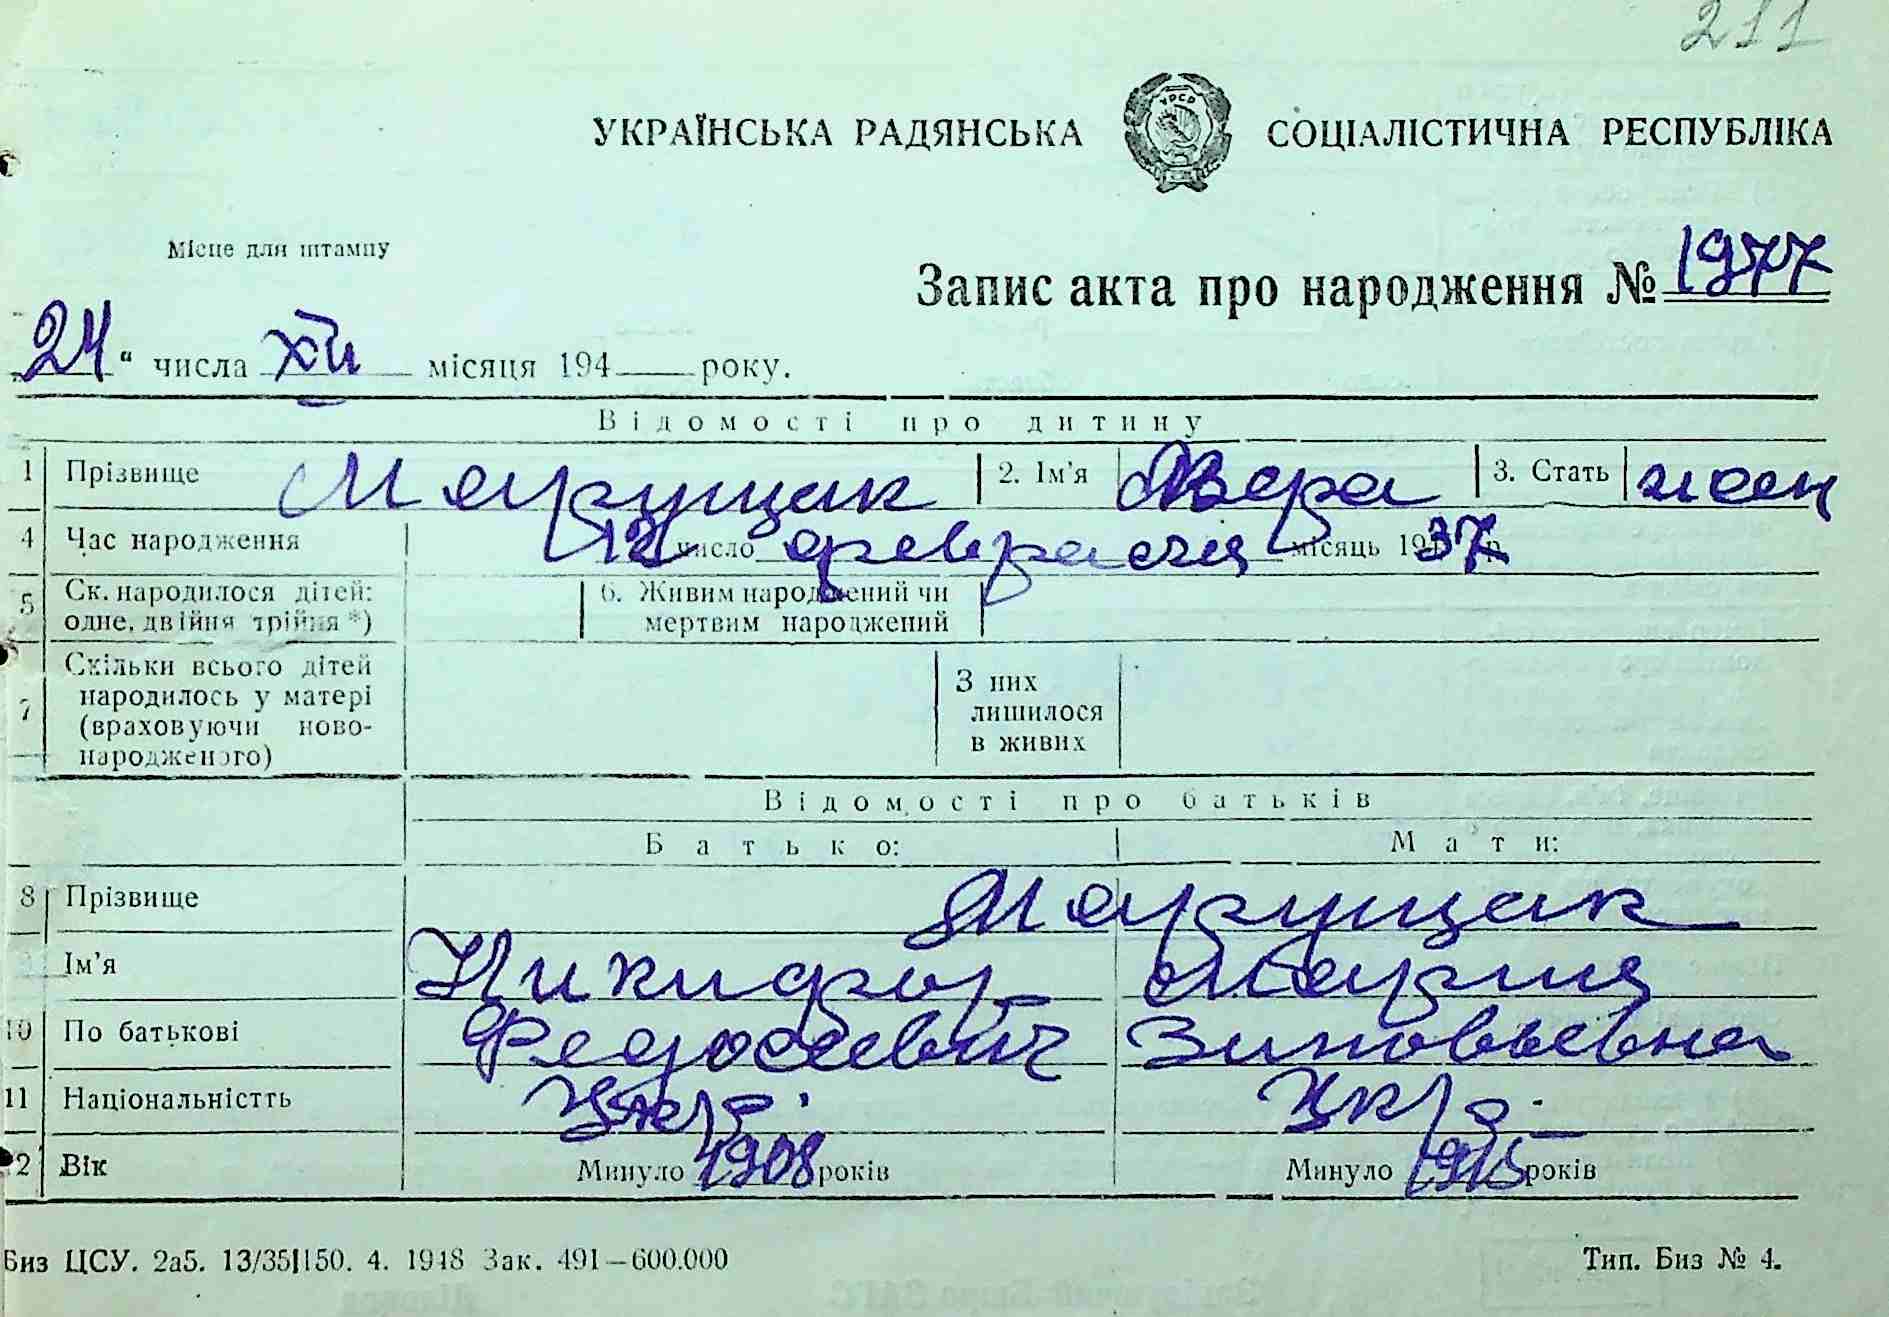 211
УКРАЇНСЬКА РАДЯНСЬКА СОЦІАЛІСТИЧНА РЕСПУБЛІКА
УРСР
Місце для штампу
Запис акта про народження № 1977
„24“ числа XII місяця 194 року.
Відомості про дитину
1 Прізвище Марущак 2. Ім'я Вера 3. Стать жен
4 Час народження 12 число февраля місяць 1937 р
5 Ск. народилося дітей: одне, двійня трійня *) 6. Живим народжений чи мертвим народжений
7 Скільки всього дітей народилось у матері (враховуючи новонародженого) З них лишилося в живих
Відомості про батьків
Батько: Мати:
8 Прізвище Марущак
9 Ім'я Никифор Мария
10 По батькові Федосеевич Зиновьевна
11 Національністть Укр. Укр.
12 Вік Минуло 1908 років Минуло 1915 років
Биз ЦСУ. 2а5. 13/35|150. 4. 1948 Зак. 491—600.000 Тип. Биз № 4.